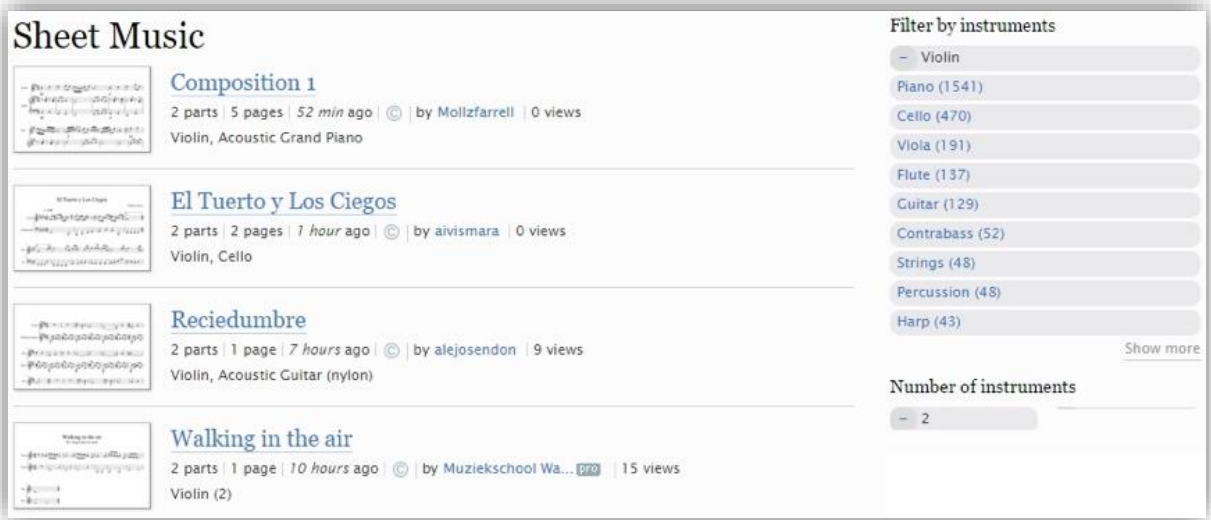 Sheet Music
Composition 1
2 parts | 5 pages | 52 min ago | © | by Mollzfarrell | 0 views
Violin, Acoustic Grand Piano
El Tuerto y Los Ciegos
2 parts | 2 pages | 1 hour ago | © | by aivismara | 0 views
Violin, Cello
Reciedumbre
2 parts | 1 page | 7 hours ago | © | by alejosendon | 9 views
Violin, Acoustic Guitar (nylon)
Walking in the air
2 parts | 1 page | 10 hours ago | © | by Muziekschool Wa... pro | 15 views
Violin (2)
Filter by instruments
– Violin
Piano (1541)
Cello (470)
Viola (191)
Flute (137)
Guitar (129)
Contrabass (52)
Strings (48)
Percussion (48)
Harp (43)
Show more
Number of instruments
– 2